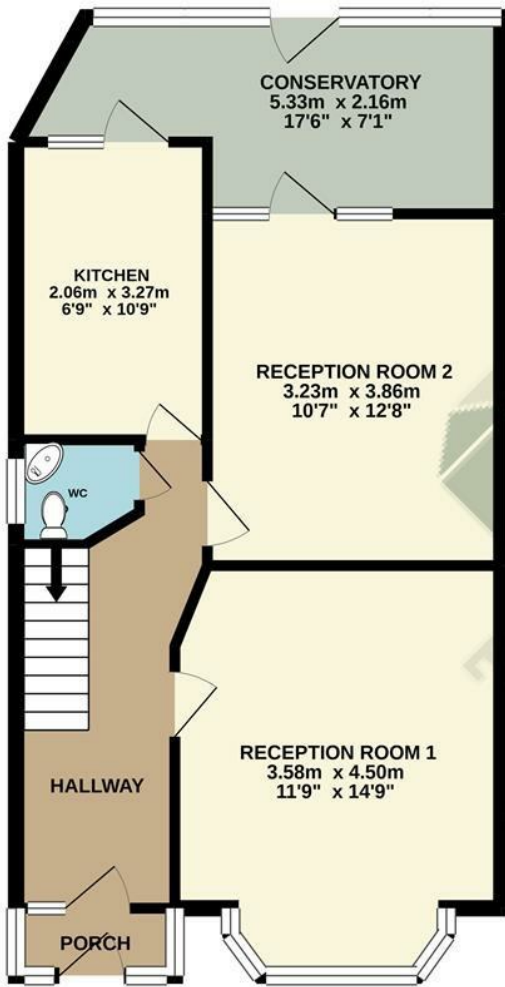 CONSERVATORY
5.33m x 2.16m
17'6" x 7'1"
KITCHEN
2.06m x 3.27m
6'9" x 10'9"
RECEPTION ROOM 2
3.23m x 3.86m
10'7" x 12'8"
WC
RECEPTION ROOM 1
3.58m x 4.50m
11'9" x 14'9"
HALLWAY
PORCH